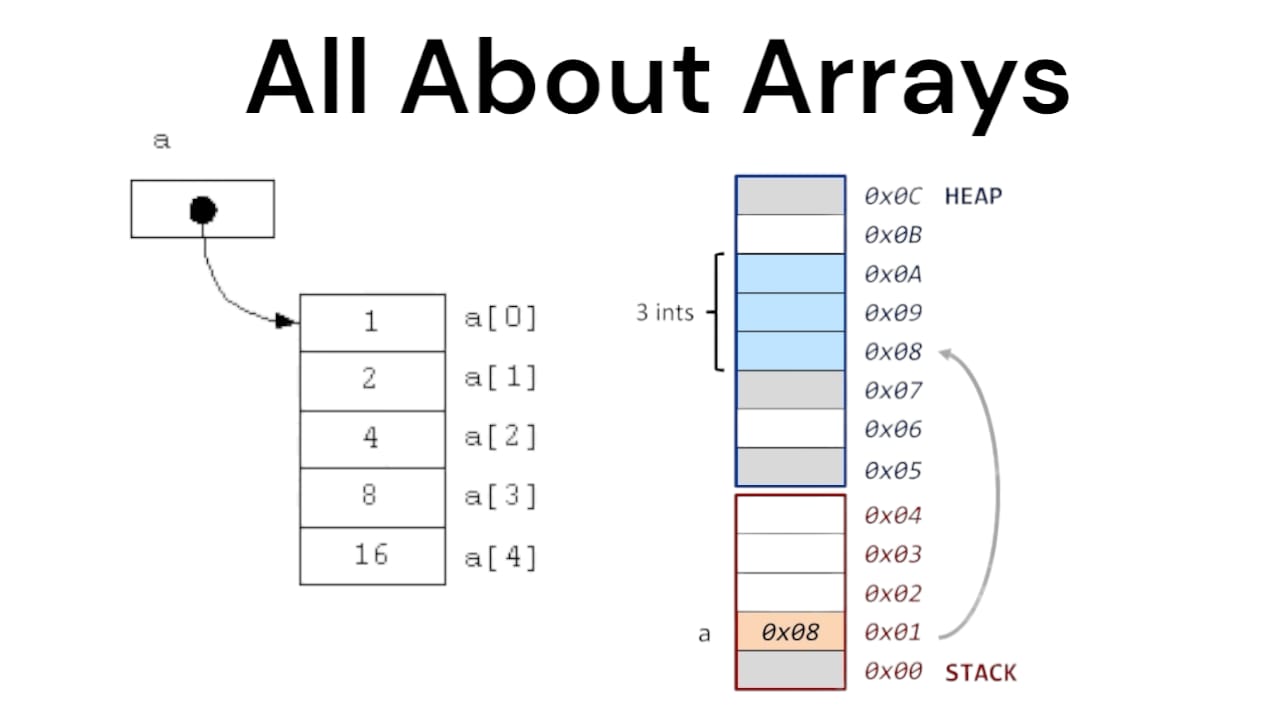 All About Arrays
a
1 a[0]
2 a[1]
4 a[2]
8 a[3]
16 a[4]
0x0C HEAP
0x0B
0x0A
3 ints 0x09
0x08
0x07
0x06
0x05
0x04
0x03
0x02
a 0x08 0x01
0x00 STACK